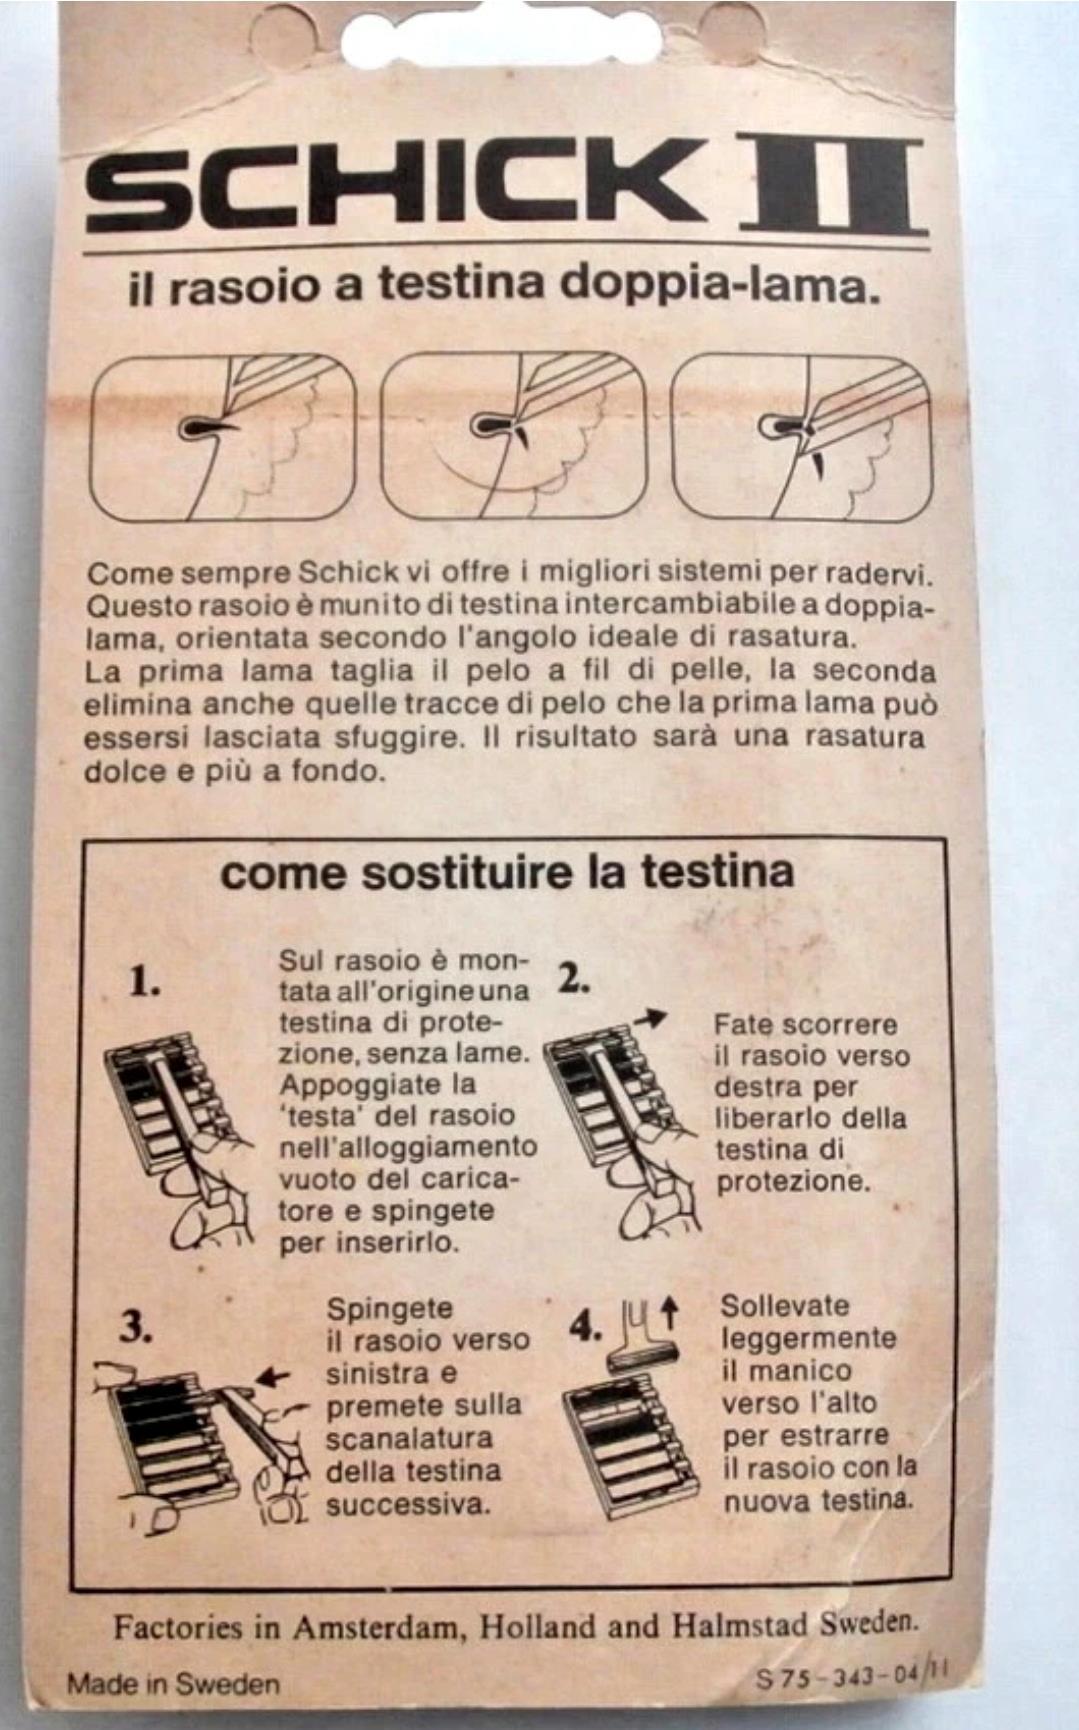 SCHICK II
il rasoio a testina doppia-lama.
Come sempre Schick vi offre i migliori sistemi per radervi.
Questo rasoio è munito di testina intercambiabile a doppia-
lama, orientata secondo l'angolo ideale di rasatura.
La prima lama taglia il pelo a fil di pelle, la seconda
elimina anche quelle tracce di pelo che la prima lama può
essersi lasciata sfuggire. Il risultato sarà una rasatura
dolce e più a fondo.
come sostituire la testina
1.
Sul rasoio è mon-
tata all'origine una
testina di prote-
zione, senza lame.
Appoggiate la
'testa' del rasoio
nell'alloggiamento
vuoto del carica-
tore e spingete
per inserirlo.
2.
Fate scorrere
il rasoio verso
destra per
liberarlo della
testina di
protezione.
3.
Spingete
il rasoio verso
sinistra e
premete sulla
scanalatura
della testina
successiva.
4.
Sollevate
leggermente
il manico
verso l'alto
per estrarre
il rasoio con la
nuova testina.
Factories in Amsterdam, Holland and Halmstad Sweden.
Made in Sweden
S 75-343-04/11